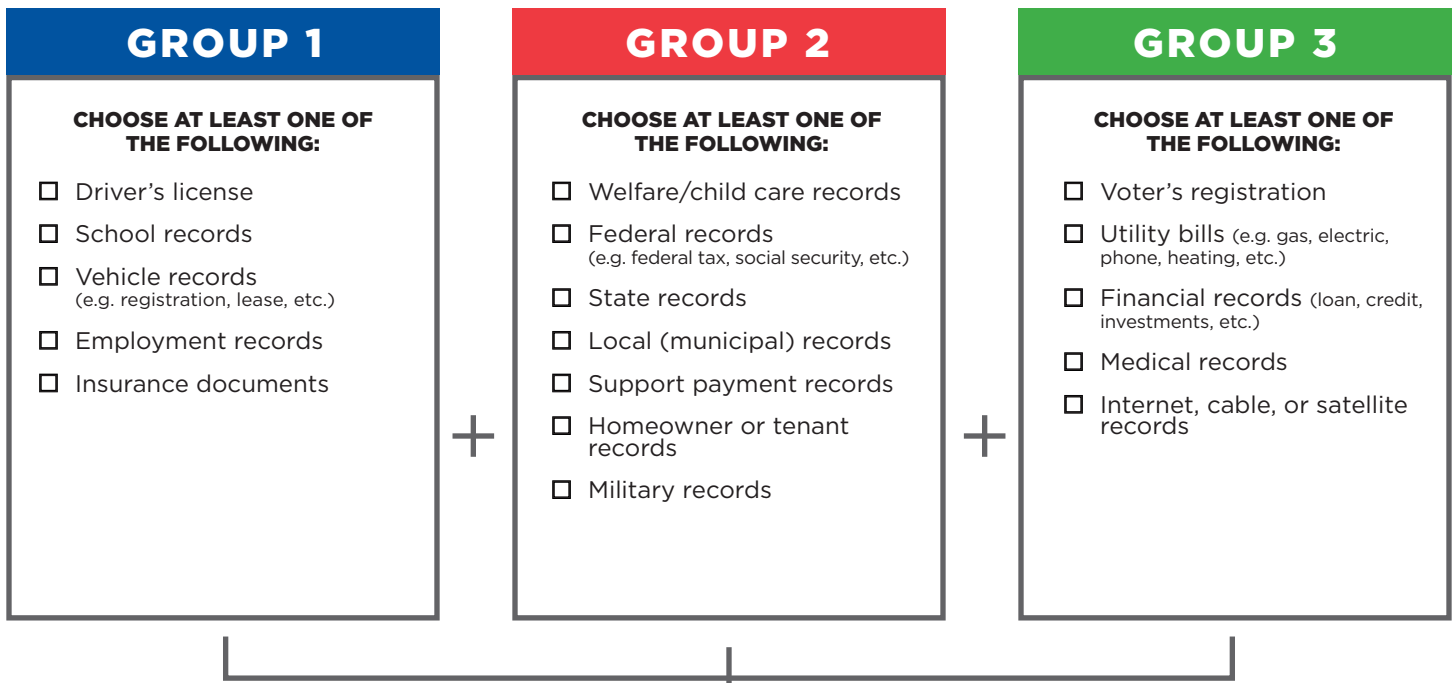 GROUP 1
CHOOSE AT LEAST ONE OF
THE FOLLOWING:
Driver’s license
School records
Vehicle records
(e.g. registration, lease, etc.)
Employment records
Insurance documents
+
GROUP 2
CHOOSE AT LEAST ONE OF
THE FOLLOWING:
Welfare/child care records
Federal records
(e.g. federal tax, social security, etc.)
State records
Local (municipal) records
Support payment records
Homeowner or tenant
records
Military records
+
GROUP 3
CHOOSE AT LEAST ONE OF
THE FOLLOWING:
Voter’s registration
Utility bills (e.g. gas, electric,
phone, heating, etc.)
Financial records (loan, credit,
investments, etc.)
Medical records
Internet, cable, or satellite
records